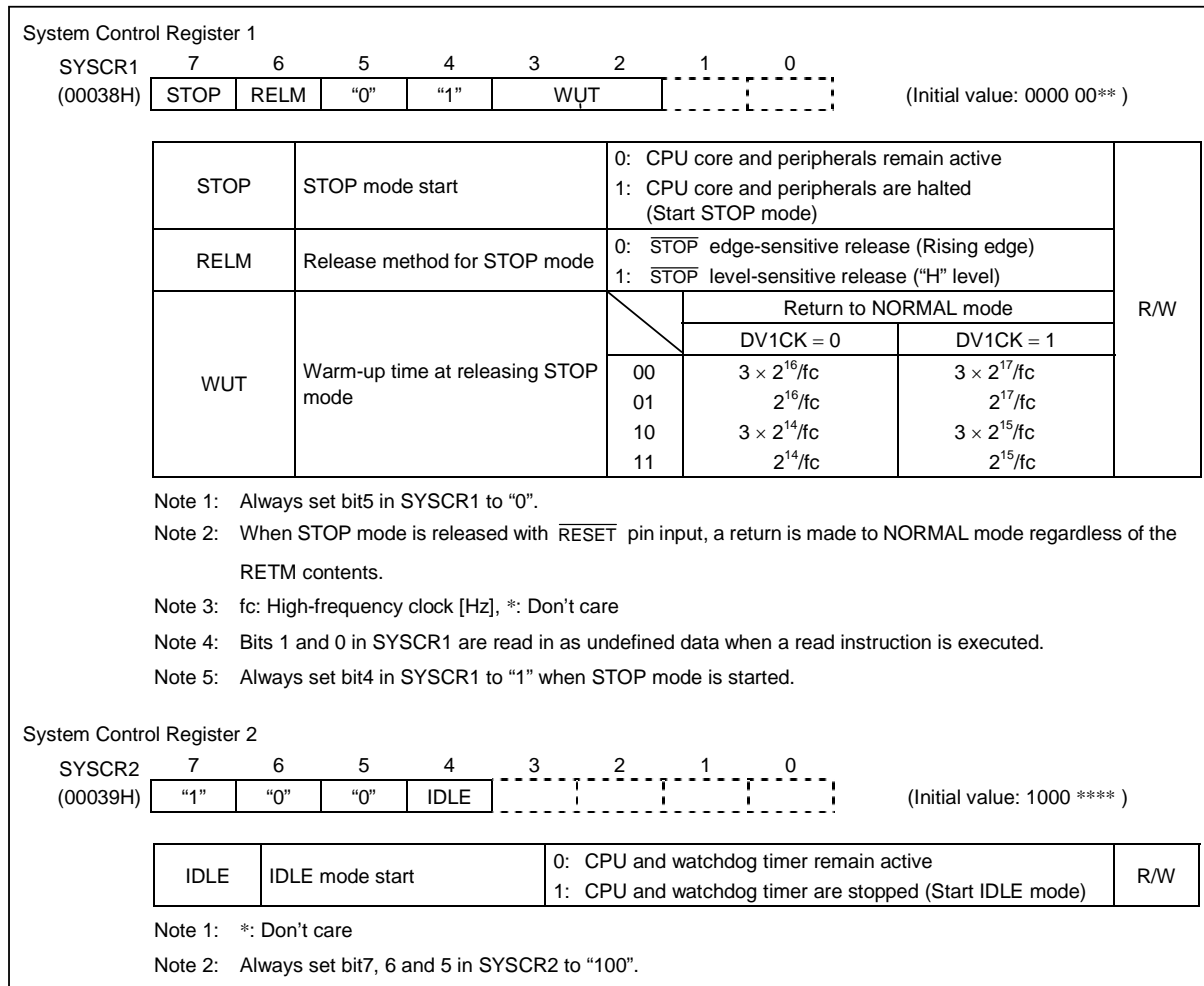 System Control Register 1
SYSCR1 7 6 5 4 3 2 1 0
(00038H) STOP RELM “0” “1” WUT (Initial value: 0000 00** )
STOP STOP mode start 0: CPU core and peripherals remain active
1: CPU core and peripherals are halted
(Start STOP mode)
R/W
RELM Release method for STOP mode 0: STOP edge-sensitive release (Rising edge)
1: STOP level-sensitive release (“H” level)
WUT Warm-up time at releasing STOP mode
Return to NORMAL mode
DV1CK = 0 DV1CK = 1
00 3 × 2^16/fc 3 × 2^17/fc
01 2^16/fc 2^17/fc
10 3 × 2^14/fc 3 × 2^15/fc
11 2^14/fc 2^15/fc
Note 1: Always set bit5 in SYSCR1 to “0”.
Note 2: When STOP mode is released with RESET pin input, a return is made to NORMAL mode regardless of the
RETM contents.
Note 3: fc: High-frequency clock [Hz], *: Don’t care
Note 4: Bits 1 and 0 in SYSCR1 are read in as undefined data when a read instruction is executed.
Note 5: Always set bit4 in SYSCR1 to “1” when STOP mode is started.
System Control Register 2
SYSCR2 7 6 5 4 3 2 1 0
(00039H) “1” “0” “0” IDLE (Initial value: 1000 **** )
IDLE IDLE mode start 0: CPU and watchdog timer remain active
1: CPU and watchdog timer are stopped (Start IDLE mode)
R/W
Note 1: *: Don’t care
Note 2: Always set bit7, 6 and 5 in SYSCR2 to “100”.